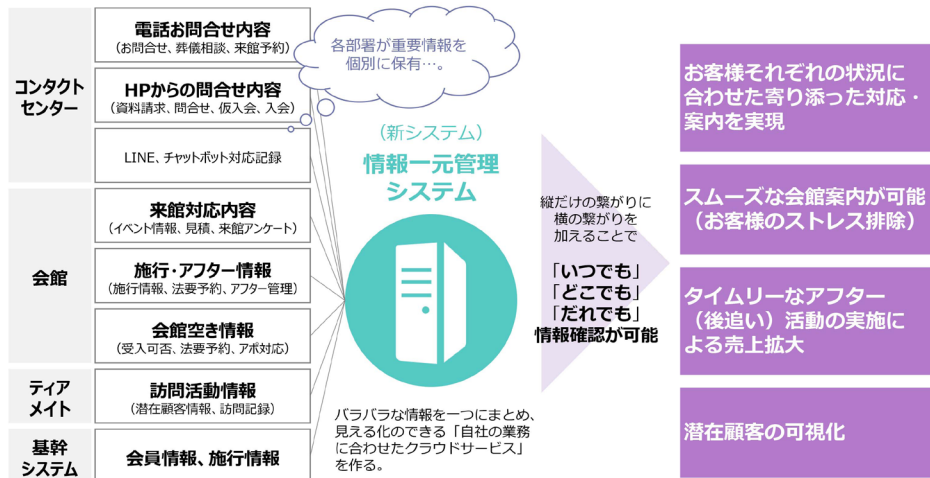 コンタクト
センター
電話お問合せ内容
(お問合せ、葬儀相談、来館予約)
HPからの問合せ内容
(資料請求、問合せ、仮入会、入会)
LINE、チャットボット対応記録
会館
来館対応内容
(イベント情報、見積、来館アンケート)
施行・アフター情報
(施行情報、法要予約、アフター管理)
会館空き情報
(受入可否、法要予約、アポ対応)
ティア
メイト
訪問活動情報
(潜在顧客情報、訪問記録)
基幹
システム
会員情報、施行情報
各部署が重要情報を
個別に保有…。
(新システム)
情報一元管理
システム
バラバラな情報を一つにまとめ、
見える化のできる「自社の業務
に合わせたクラウドサービス」
を作る。
縦だけの繋がりに
横の繋がりを
加えることで
「いつでも」
「どこでも」
「だれでも」
情報確認が可能
お客様それぞれの状況に
合わせた寄り添った対応・
案内を実現
スムーズな会館案内が可能
(お客様のストレス排除)
タイムリーなアフター
(後追い)活動の実施に
よる売上拡大
潜在顧客の可視化